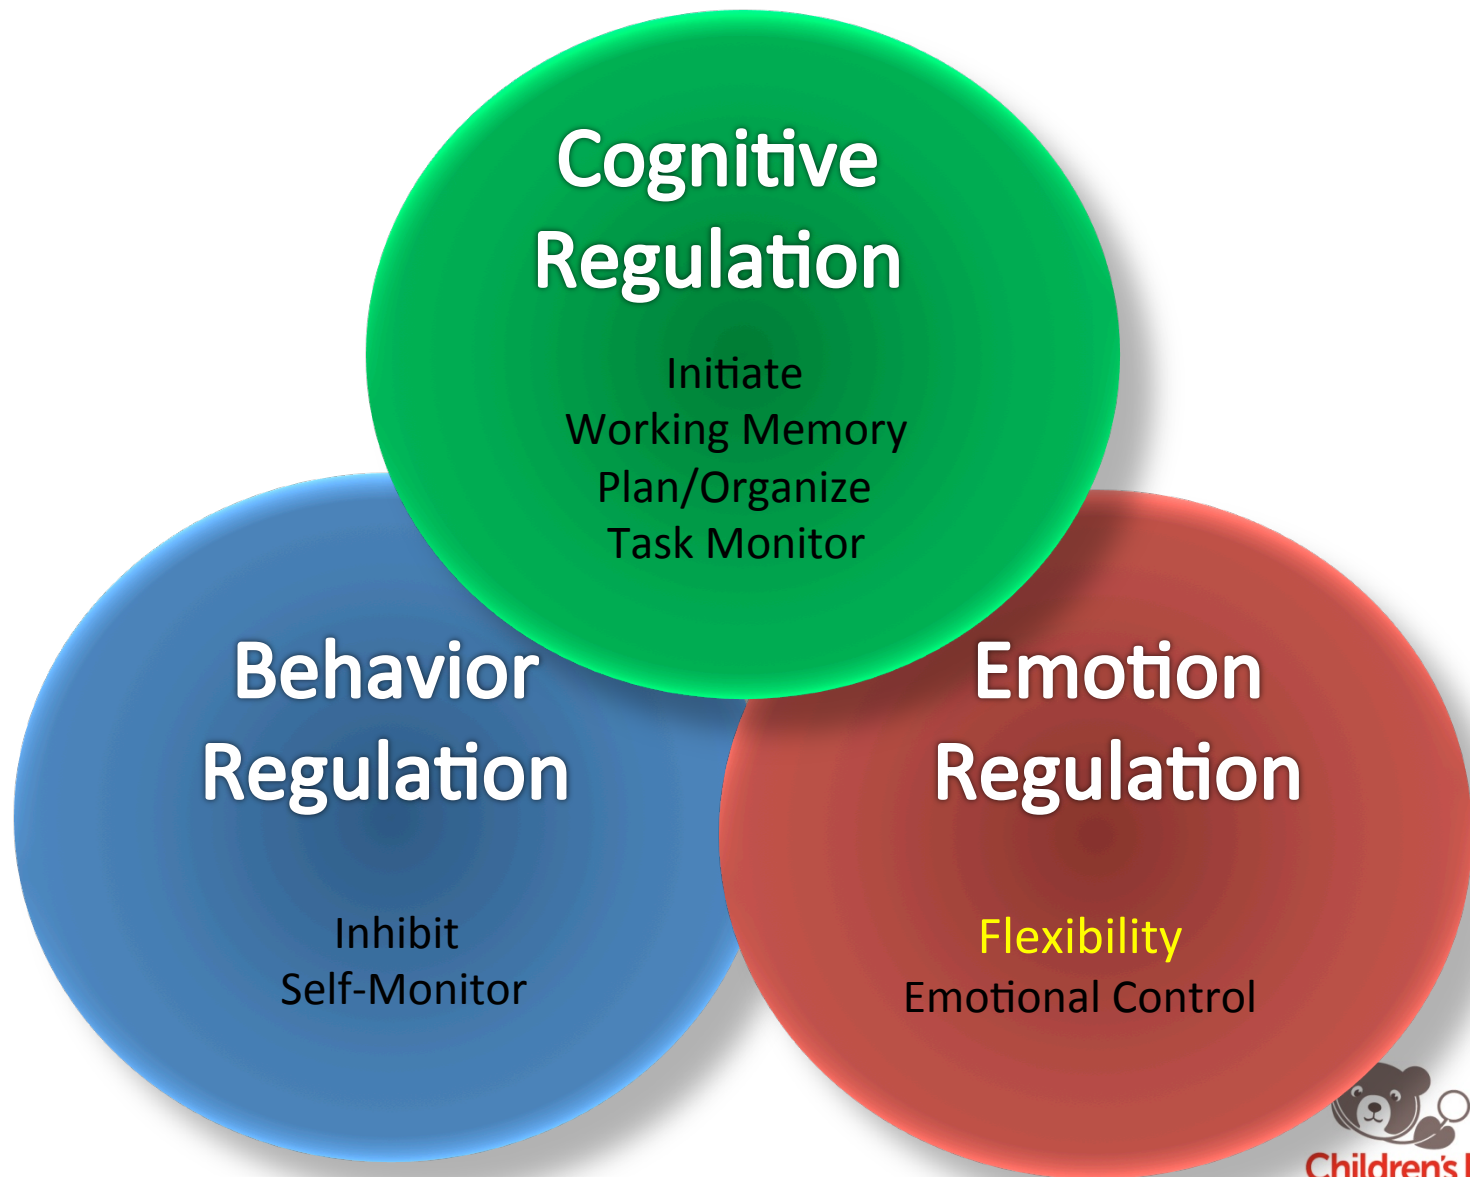 Cognitive
Regulation
Initiate
Working Memory
Plan/Organize
Task Monitor
Behavior
Regulation
Inhibit
Self-Monitor
Emotion
Regulation
Flexibility
Emotional Control
Children's